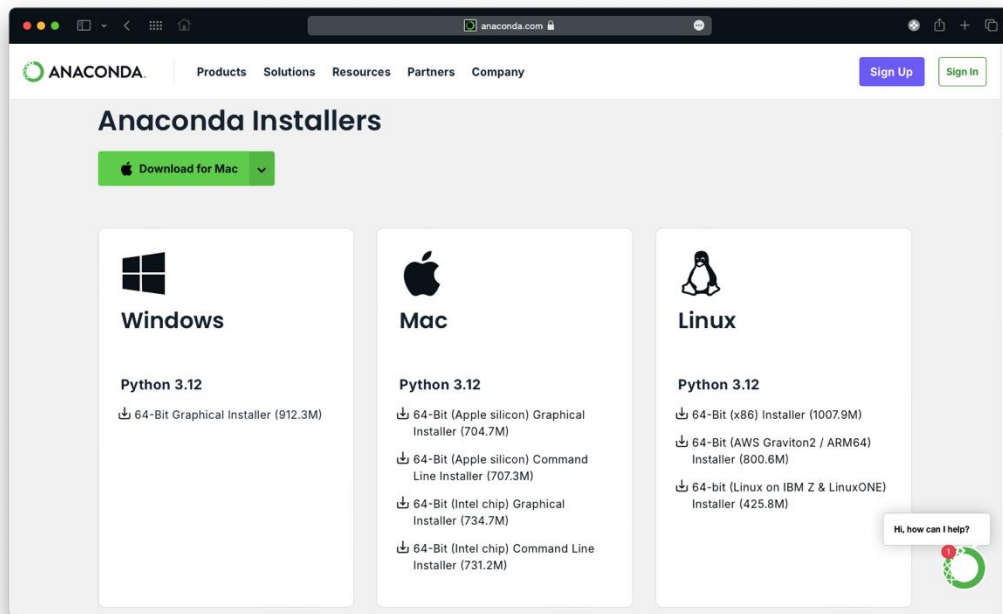 anaconda.com
ANACONDA.
Products Solutions Resources Partners Company
Sign Up
Sign In
Anaconda Installers
Download for Mac
Windows
Python 3.12
64-Bit Graphical Installer (912.3M)
Mac
Python 3.12
64-Bit (Apple silicon) Graphical
Installer (704.7M)
64-Bit (Apple silicon) Command
Line Installer (707.3M)
64-Bit (Intel chip) Graphical
Installer (734.7M)
64-Bit (Intel chip) Command Line
Installer (731.2M)
Linux
Python 3.12
64-Bit (x86) Installer (1007.9M)
64-Bit (AWS Graviton2 / ARM64)
Installer (800.6M)
64-bit (Linux on IBM Z & LinuxONE)
Installer (425.8M)
Hi, how can I help?
1